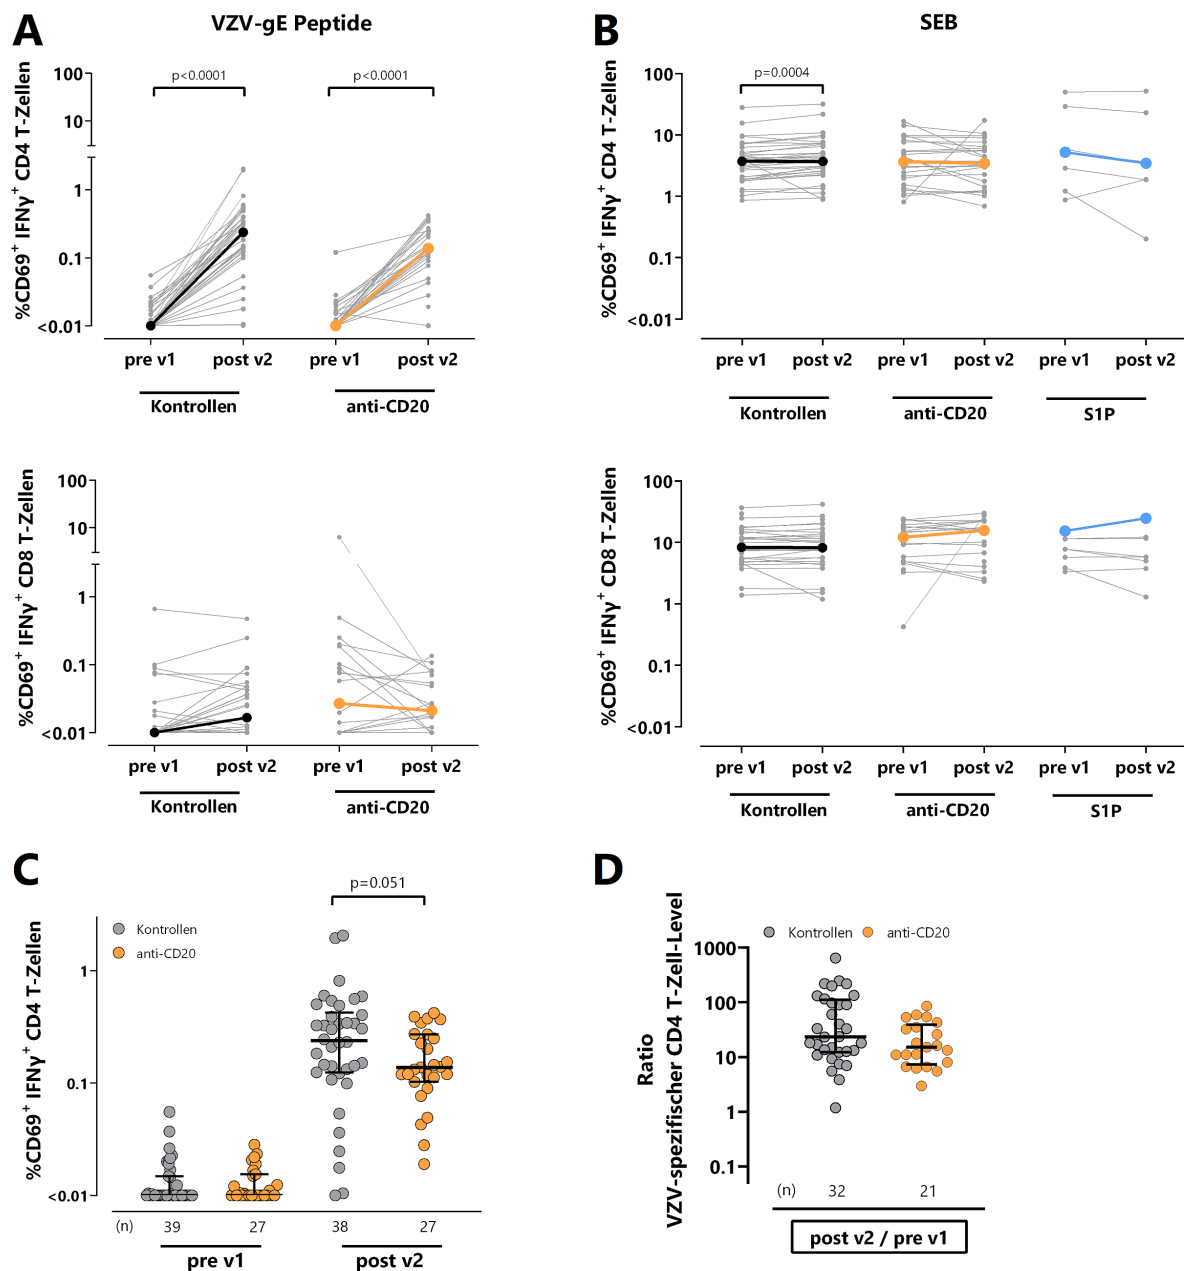 A
VZV-gE Peptide
%CD69+ IFNγ+ CD4 T-Zellen
100
10
1
0.1
<0.01
p<0.0001
p<0.0001
pre v1
post v2
pre v1
post v2
Kontrollen
anti-CD20
%CD69+ IFNγ+ CD8 T-Zellen
100
10
1
0.1
<0.01
pre v1
post v2
pre v1
post v2
Kontrollen
anti-CD20
B
SEB
%CD69+ IFNγ+ CD4 T-Zellen
100
10
1
0.1
<0.01
p=0.0004
pre v1
post v2
pre v1
post v2
pre v1
post v2
Kontrollen
anti-CD20
S1P
%CD69+ IFNγ+ CD8 T-Zellen
100
10
1
0.1
<0.01
pre v1
post v2
pre v1
post v2
pre v1
post v2
Kontrollen
anti-CD20
S1P
C
%CD69+ IFNγ+ CD4 T-Zellen
p=0.051
Kontrollen
anti-CD20
1
0.1
<0.01
(n)
39
27
38
27
pre v1
post v2
D
Ratio
VZV-spezifischer CD4 T-Zell-Level
Kontrollen
anti-CD20
1000
100
10
1
0.1
(n)
32
21
post v2 / pre v1